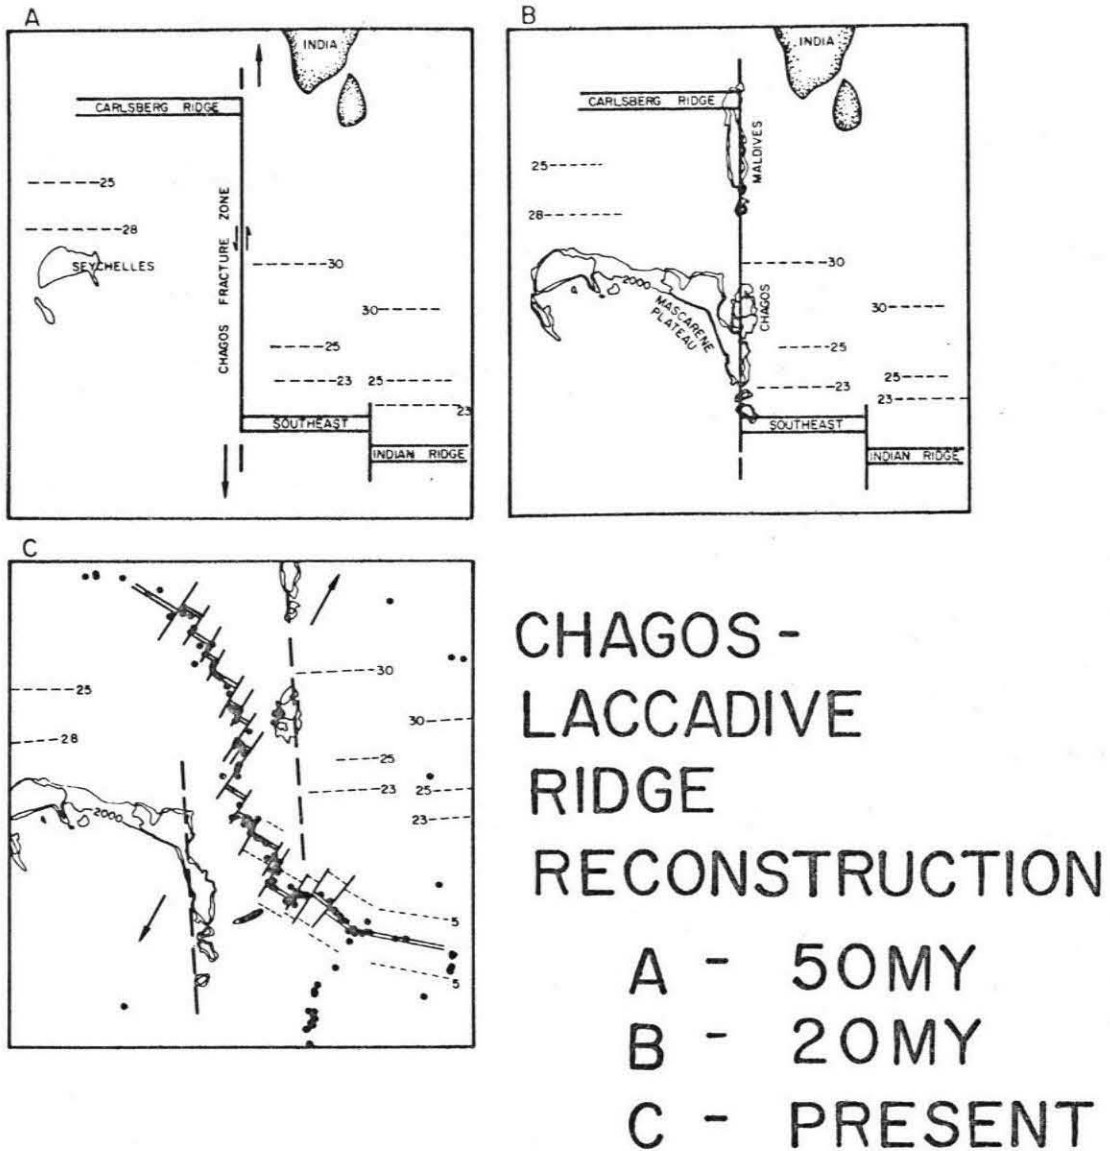 A
INDIA
CARLSBERG RIDGE
25
28
SEYCHELLES
CHAGOS FRACTURE ZONE
30
30
25
23
25
23
SOUTHEAST
INDIAN RIDGE
B
INDIA
CARLSBERG RIDGE
MALDIVES
25
28
30
2000
MASCARENE
PLATEAU
CHAGOS
30
25
23
25
23
SOUTHEAST
INDIAN RIDGE
C
30
25
30
28
25
23
25
2000
23
5
5
CHAGOS -
LACCADIVE
RIDGE
RECONSTRUCTION
A - 50MY
B - 20MY
C - PRESENT